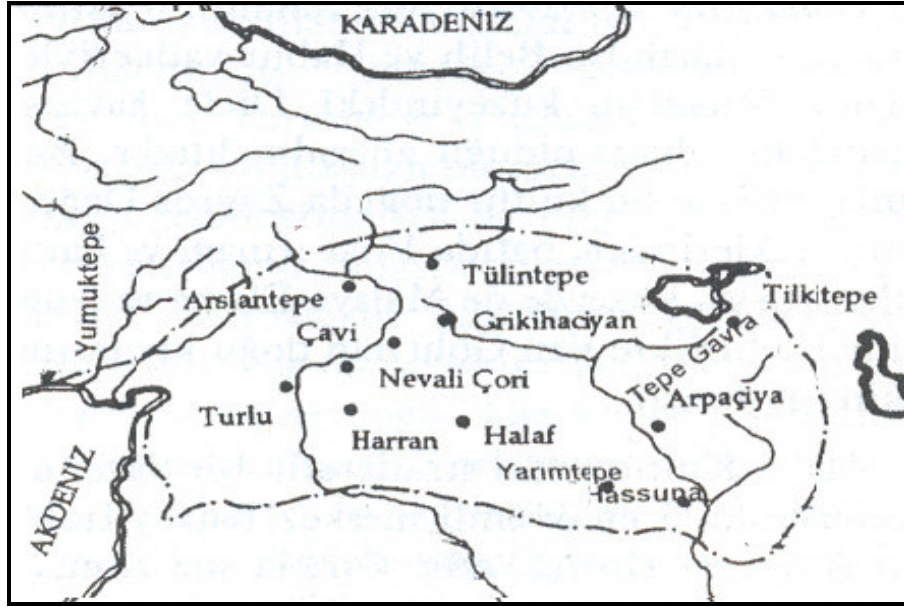 KARADENİZ
Yumuktepe
Tülintepe
Tilkitepe
Arslantepe
Grikihaciyan
Tepe Gavra
Çavi
Nevali Çori
Arpaçiya
Turlu
Harran
Halaf
Yarımtepe
Hassuna
AKDENİZ